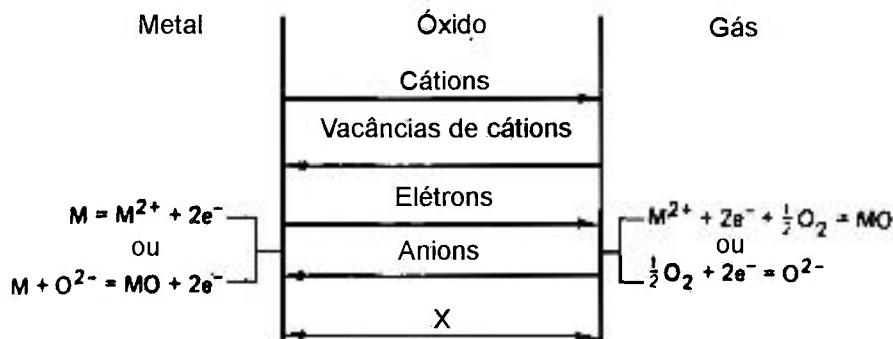 Metal Óxido Gás
Cátions
Vacâncias de cátions
Elétrons
M = M²⁺ + 2e⁻
ou
M + O²⁻ = MO + 2e⁻
Anions
M²⁺ + 2e⁻ + ½O₂ = MO
ou
½O₂ + 2e⁻ = O²⁻
X